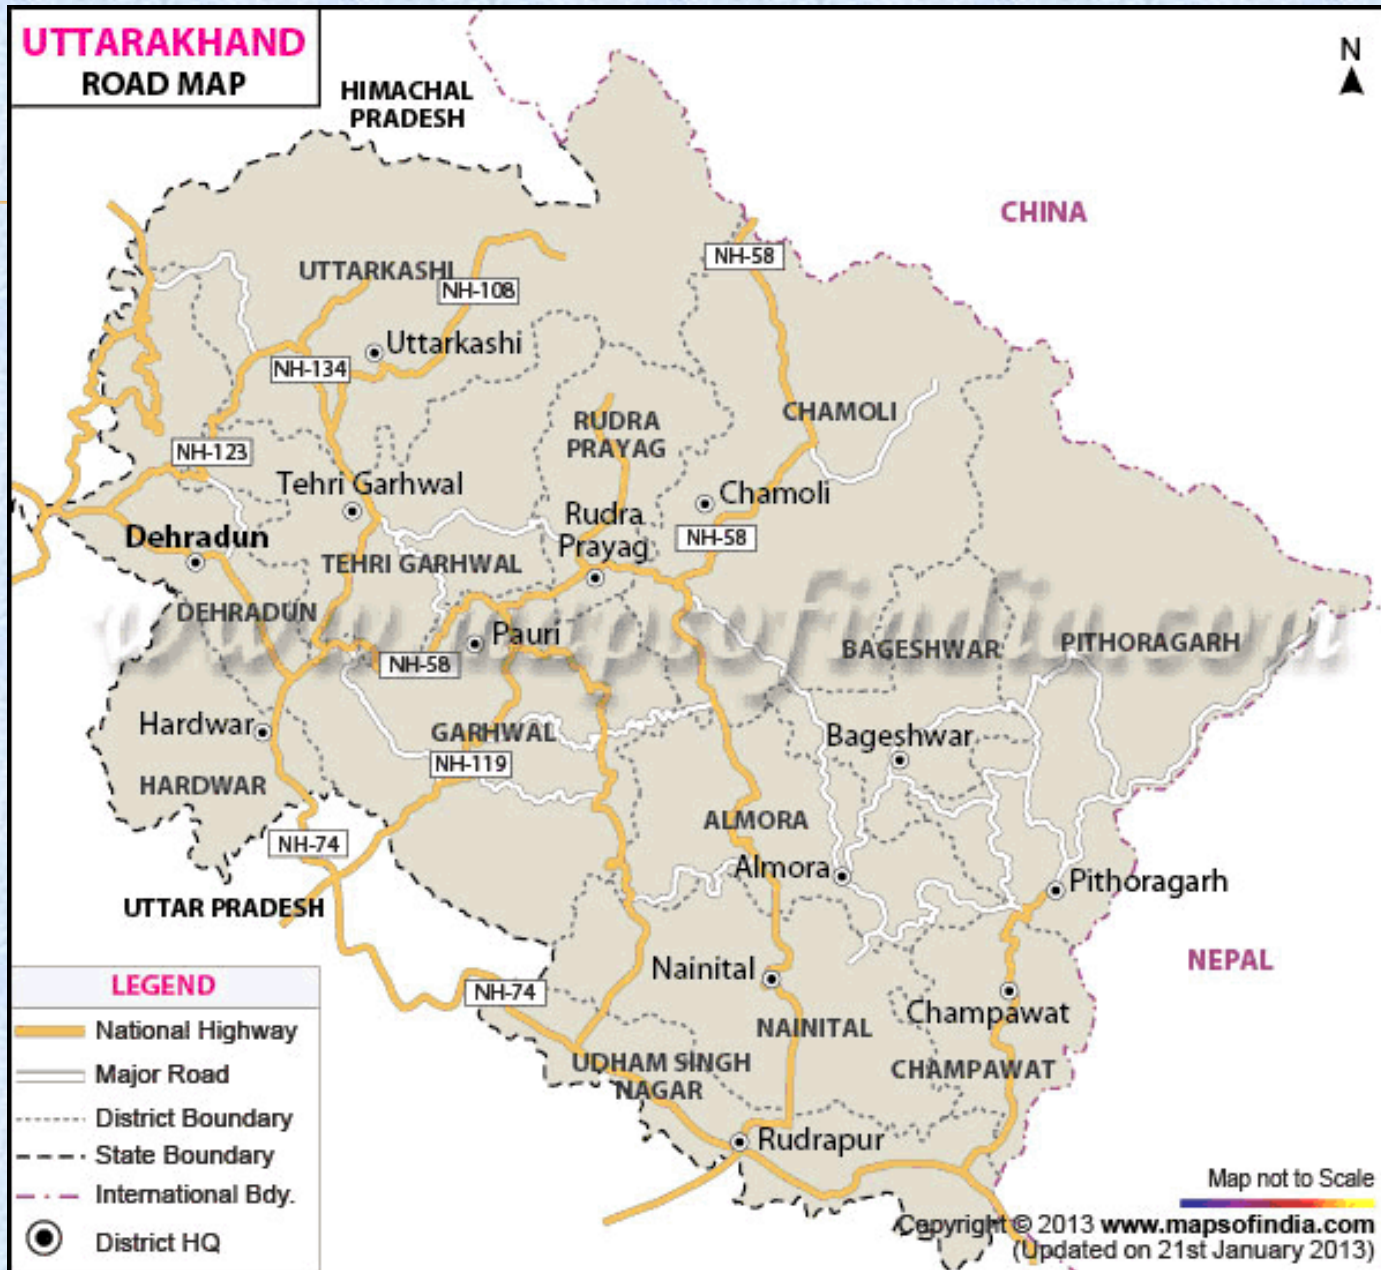 UTTARAKHAND
ROAD MAP
HIMACHAL
PRADESH
N
CHINA
NH-58
UTTARKASHI
NH-108
Uttarkashi
NH-134
RUDRA
PRAYAG
CHAMOLI
NH-123
Tehri Garhwal
Chamoli
Rudra
Prayag
NH-58
Dehradun
TEHRI GARHWAL
DEHRADUN
www.mapsofindia.com
Pauri
NH-58
BAGESHWAR
PITHORAGARH
Hardwar
GARHWAL
Bageshwar
NH-119
HARDWAR
ALMORA
NH-74
Almora
Pithoragarh
UTTAR PRADESH
NEPAL
Nainital
NH-74
Champawat
NAINITAL
UDHAM SINGH
NAGAR
CHAMPAWAT
Rudrapur
LEGEND
National Highway
Major Road
District Boundary
State Boundary
International Bdy.
District HQ
Map not to Scale
Copyright © 2013 www.mapsofindia.com
(Updated on 21st January 2013)